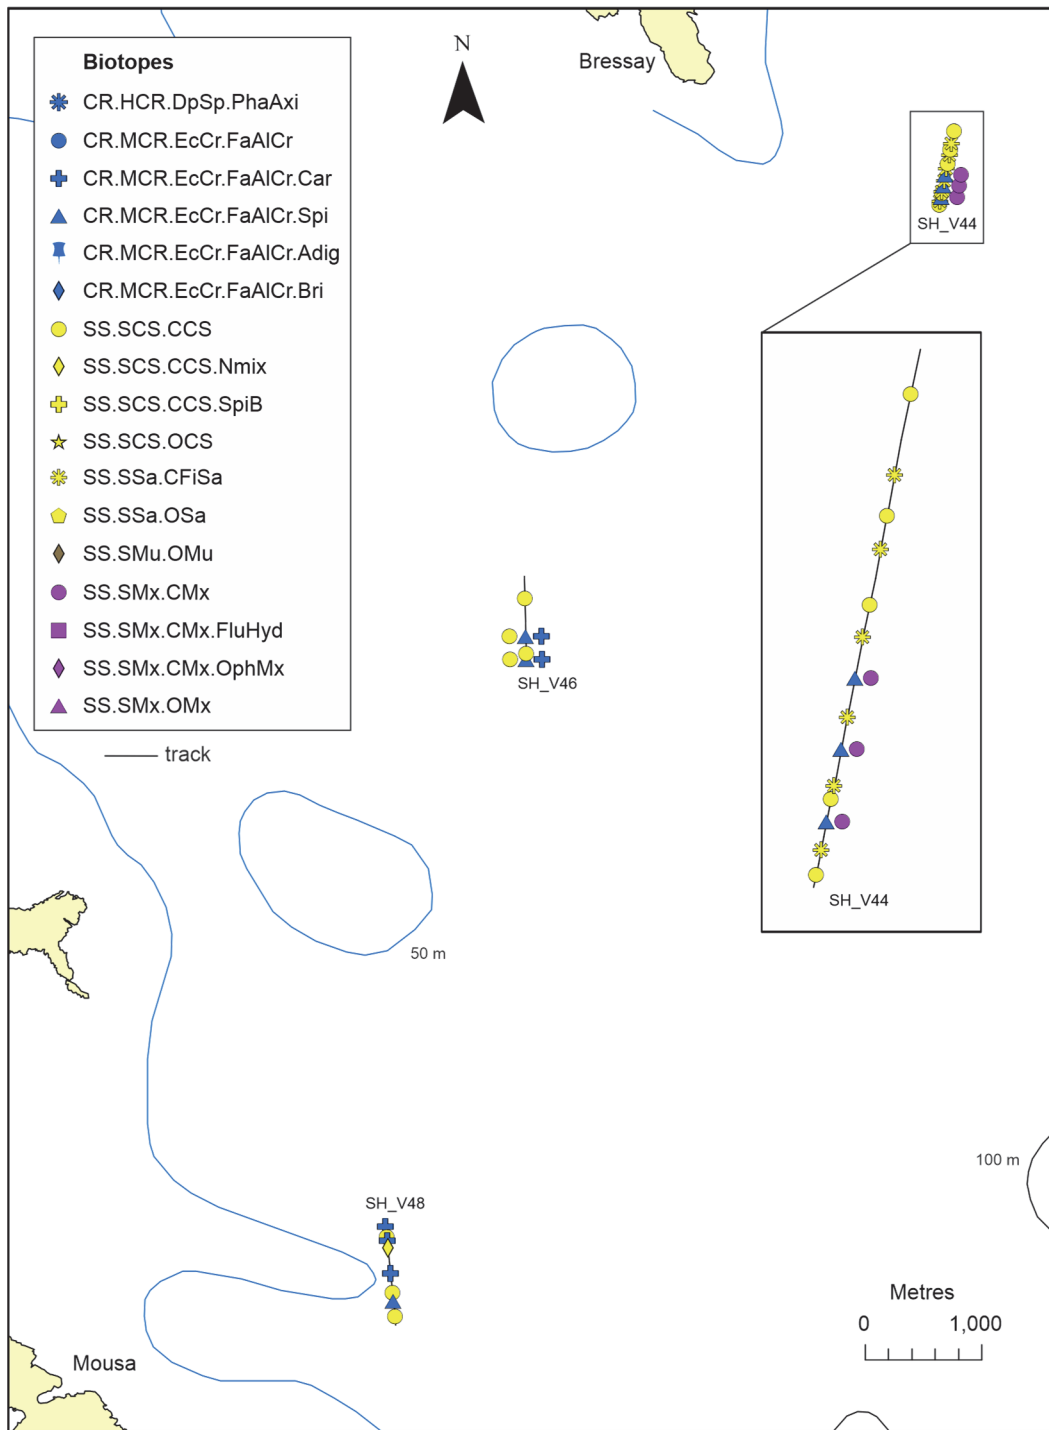 N
Bressay
Biotopes
CR.HCR.DpSp.PhaAxi
CR.MCR.EcCr.FaAlCr
CR.MCR.EcCr.FaAlCr.Car
CR.MCR.EcCr.FaAlCr.Spi
CR.MCR.EcCr.FaAlCr.Adig
CR.MCR.EcCr.FaAlCr.Bri
SS.SCS.CCS
SS.SCS.CCS.Nmix
SS.SCS.CCS.SpiB
SS.SCS.OCS
SS.SSa.CFiSa
SS.SSa.OSa
SS.SMu.OMu
SS.SMx.CMx
SS.SMx.CMx.FluHyd
SS.SMx.CMx.OphMx
SS.SMx.OMx
track
SH_V44
SH_V46
SH_V44
50 m
100 m
SH_V48
Metres
0 1,000
Mousa